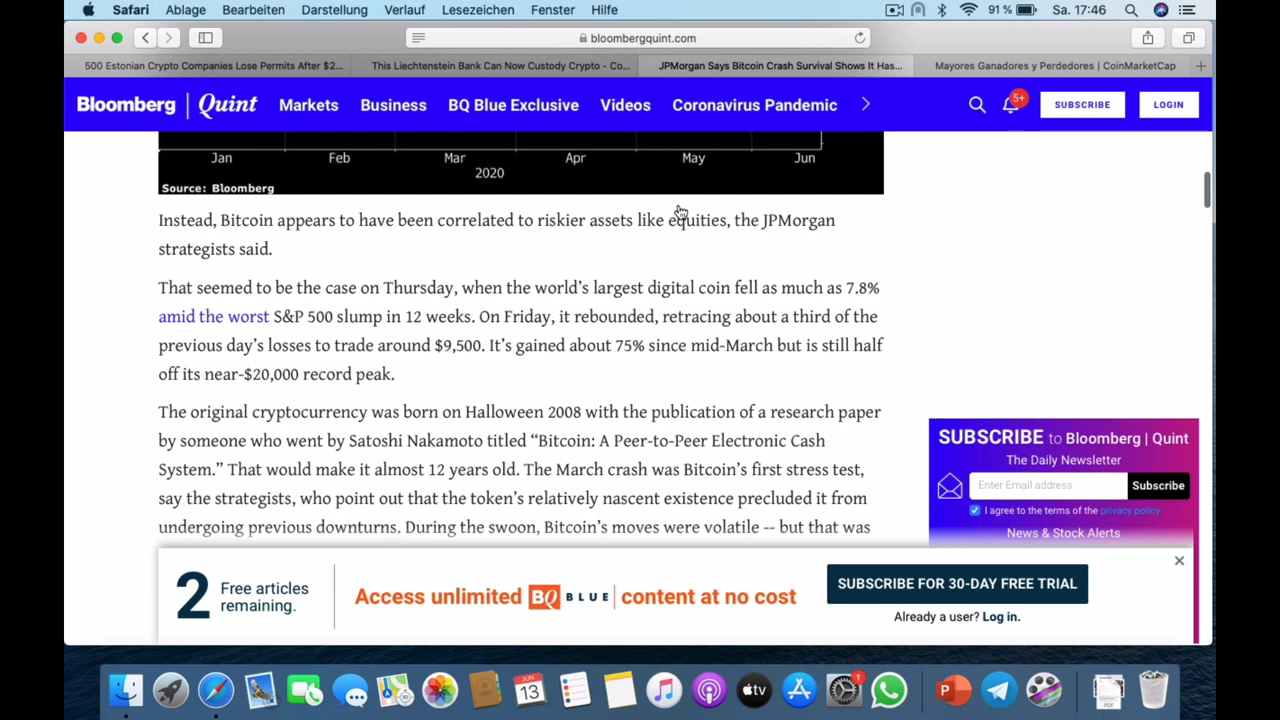 Safari Ablage Bearbeiten Darstellung Verlauf Lesezeichen Fenster Hilfe 91 % Sa. 17:46
bloombergquint.com
500 Estonian Crypto Companies Lose Permits After $2... This Liechtenstein Bank Can Now Custody Crypto - Co... JPMorgan Says Bitcoin Crash Survival Shows It Has... Mayores Ganadores y Perdedores | CoinMarketCap
Bloomberg | Quint Markets Business BQ Blue Exclusive Videos Coronavirus Pandemic 5+ SUBSCRIBE LOGIN
Jan Feb Mar Apr May Jun
2020
Source: Bloomberg
Instead, Bitcoin appears to have been correlated to riskier assets like equities, the JPMorgan
strategists said.
That seemed to be the case on Thursday, when the world’s largest digital coin fell as much as 7.8%
amid the worst S&P 500 slump in 12 weeks. On Friday, it rebounded, retracing about a third of the
previous day’s losses to trade around $9,500. It’s gained about 75% since mid-March but is still half
off its near-$20,000 record peak.
The original cryptocurrency was born on Halloween 2008 with the publication of a research paper
by someone who went by Satoshi Nakamoto titled “Bitcoin: A Peer-to-Peer Electronic Cash
System.” That would make it almost 12 years old. The March crash was Bitcoin’s first stress test,
say the strategists, who point out that the token’s relatively nascent existence precluded it from
undergoing previous downturns. During the swoon, Bitcoin’s moves were volatile -- but that was
SUBSCRIBE to Bloomberg | Quint
The Daily Newsletter
Enter Email address Subscribe
I agree to the terms of the privacy policy
News & Stock Alerts
2 Free articles
remaining.
Access unlimited BQ BLUE content at no cost
SUBSCRIBE FOR 30-DAY FREE TRIAL
Already a user? Log in.
JUN
13
tv
1
P
PDF